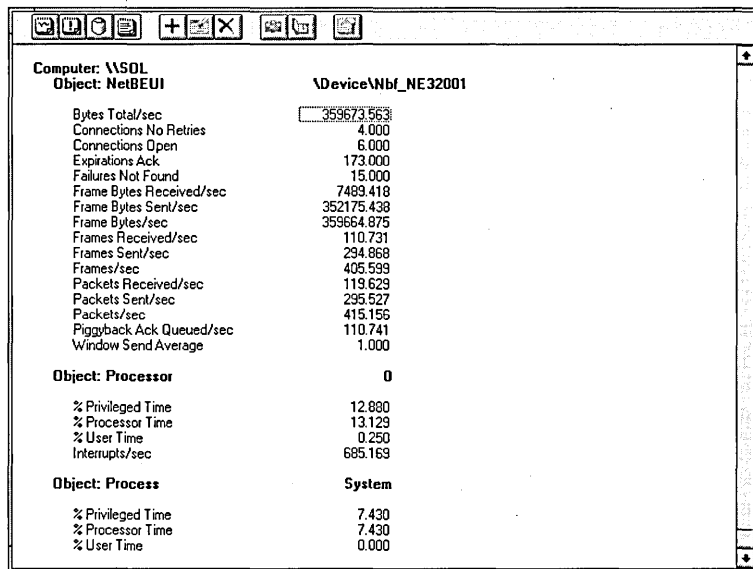 Computer: \\SOL
Object: NetBEUI \Device\Nbf_NE32001
Bytes Total/sec 359673.563
Connections No Retries 4.000
Connections Open 6.000
Expirations Ack 173.000
Failures Not Found 15.000
Frame Bytes Received/sec 7489.418
Frame Bytes Sent/sec 352175.438
Frame Bytes/sec 359664.875
Frames Received/sec 110.731
Frames Sent/sec 294.868
Frames/sec 405.599
Packets Received/sec 119.629
Packets Sent/sec 295.527
Packets/sec 415.156
Piggyback Ack Queued/sec 110.741
Window Send Average 1.000
Object: Processor 0
% Privileged Time 12.880
% Processor Time 13.129
% User Time 0.250
Interrupts/sec 685.169
Object: Process System
% Privileged Time 7.430
% Processor Time 7.430
% User Time 0.000